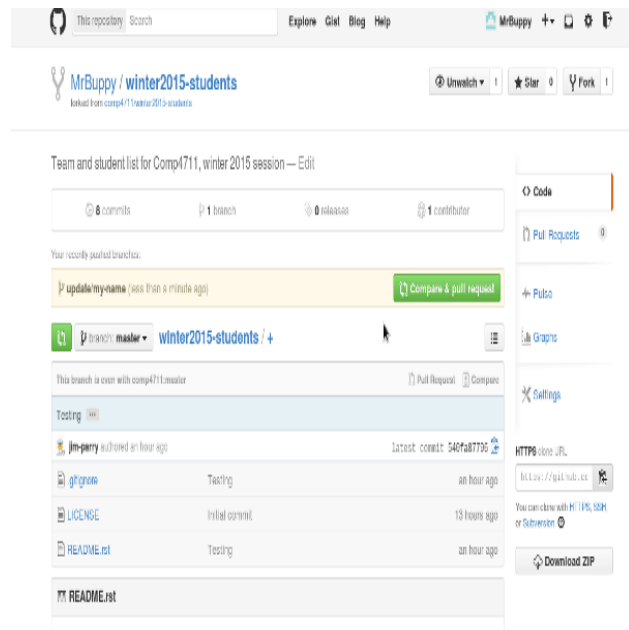 This repository Search Explore Gist Blog Help MrBuppy
MrBuppy / winter2015-students
forked from comp4711/winter2015-students
Unwatch 1 Star 0 Fork 1
Team and student list for Comp4711, winter 2015 session — Edit
8 commits 1 branch 0 releases 1 contributor
Your recently pushed branches:
update/my-name (less than a minute ago) Compare & pull request
branch: master winter2015-students / +
This branch is even with comp4711:master Pull Request Compare
Testing ...
jim-parry authored an hour ago latest commit
.gitignore Testing an hour ago
LICENSE Initial commit 13 hours ago
README.rst Testing an hour ago
README.rst
Code
Pull Requests 0
Pulse
Graphs
Settings
HTTPS clone URL
https://github.co
You can clone with HTTPS, SSH,
or Subversion.
Download ZIP